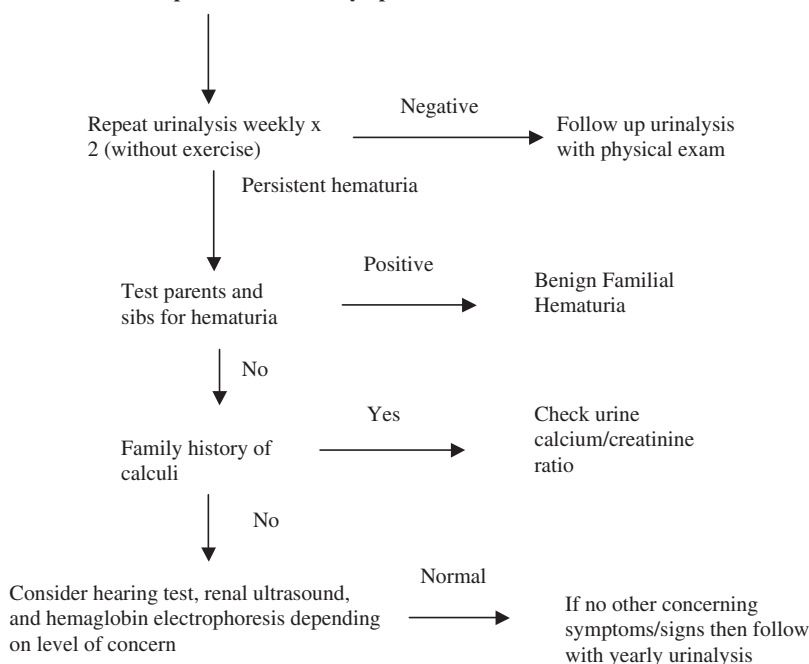 Repeat urinalysis weekly x
2 (without exercise)
Negative
Follow up urinalysis
with physical exam
Persistent hematuria
Test parents and
sibs for hematuria
Positive
Benign Familial
Hematuria
No
Family history of
calculi
Yes
Check urine
calcium/creatinine
ratio
No
Consider hearing test, renal ultrasound,
and hemaglobin electrophoresis depending
on level of concern
Normal
If no other concerning
symptoms/signs then follow
with yearly urinalysis